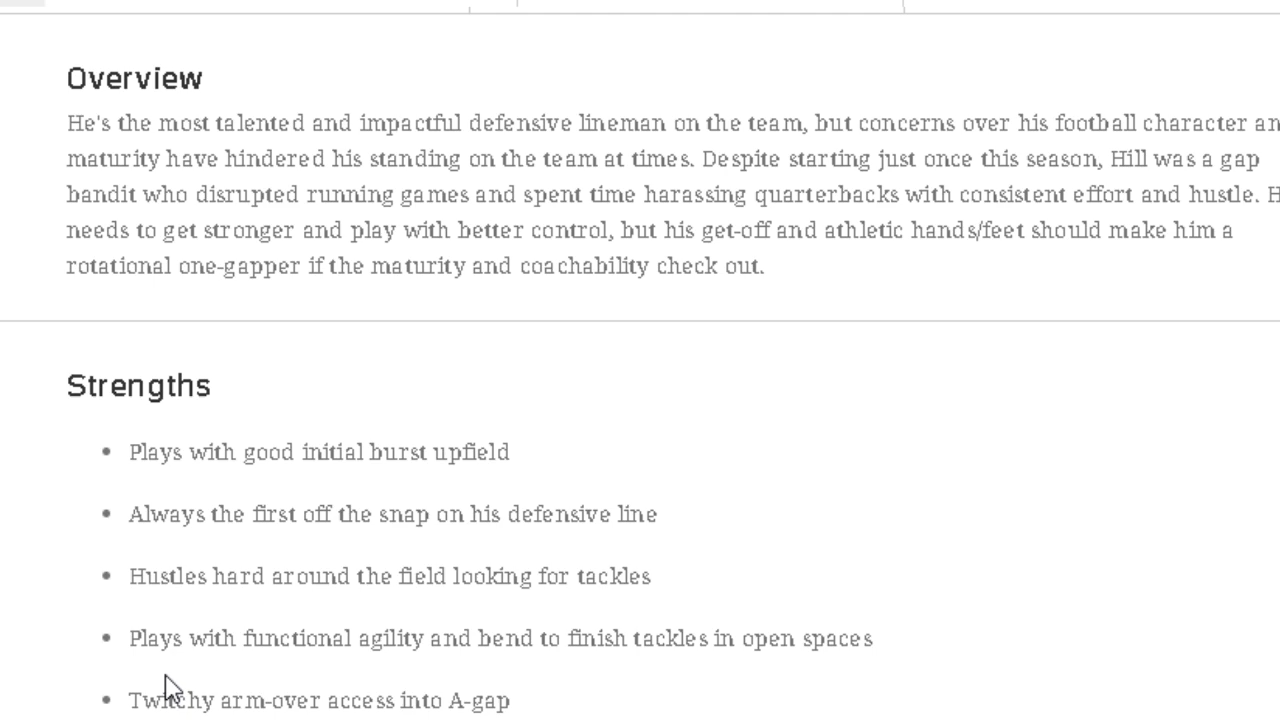 Overview
He's the most talented and impactful defensive lineman on the team, but concerns over his football character
maturity have hindered his standing on the team at times. Despite starting just once this season, Hill was a gap
bandit who disrupted running games and spent time harassing quarterbacks with consistent effort and hustle.
needs to get stronger and play with better control, but his get-off and athletic hands/feet should make him a
rotational one-gapper if the maturity and coachability check out.
Strengths
• Plays with good initial burst upfield
• Always the first off the snap on his defensive line
• Hustles hard around the field looking for tackles
• Plays with functional agility and bend to finish tackles in open spaces
• Twitchy arm-over access into A-gap